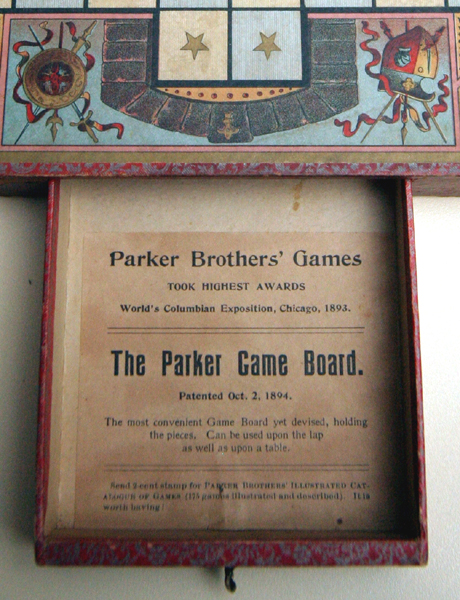 Parker Brothers' Games
TOOK HIGHEST AWARDS
World's Columbian Exposition, Chicago, 1893.
The Parker Game Board.
Patented Oct. 2, 1894.
The most convenient Game Board yet devised, holding
the pieces. Can be used upon the lap
as well as upon a table.
Send 2-cent stamp for PARKER BROTHERS' ILLUSTRATED CAT-
ALOGUE OF GAMES (175 games illustrated and described). It is
worth having!